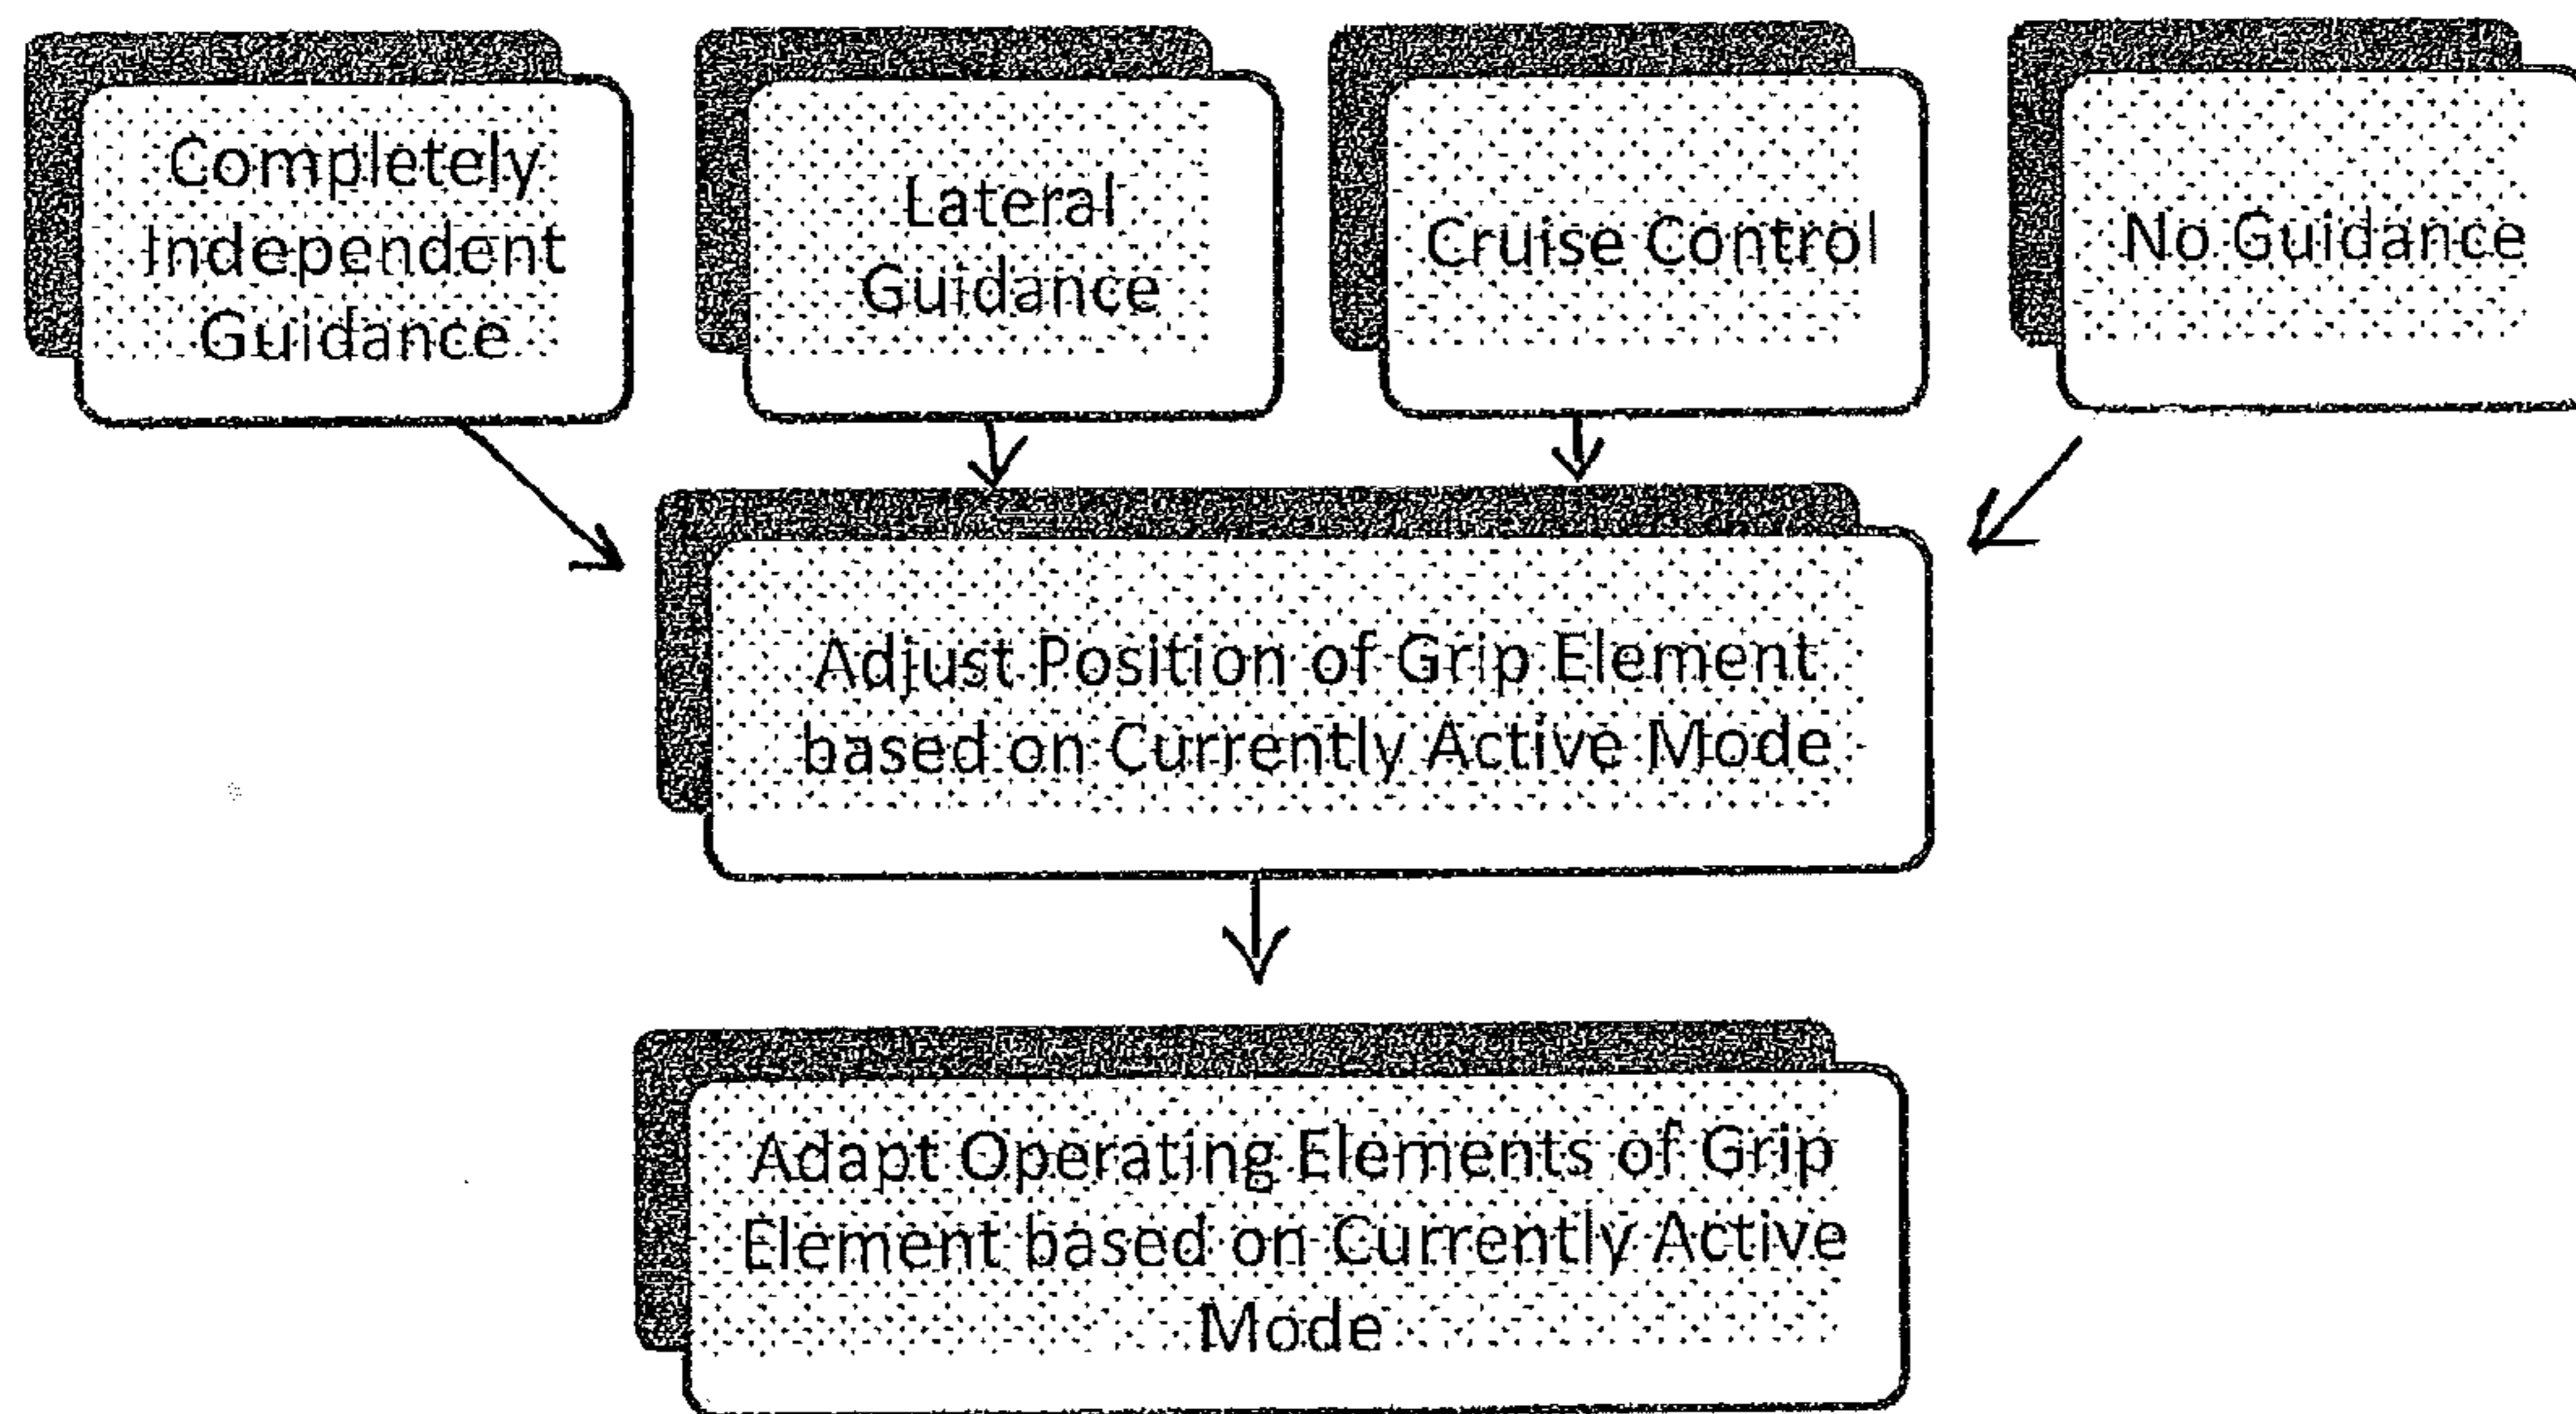 Completely
Independent
Guidance
Lateral
Guidance
Cruise Control
No Guidance
Adjust Position of Grip Element
based on Currently Active Mode
Adapt Operating Elements of Grip
Element based on Currently Active
Mode